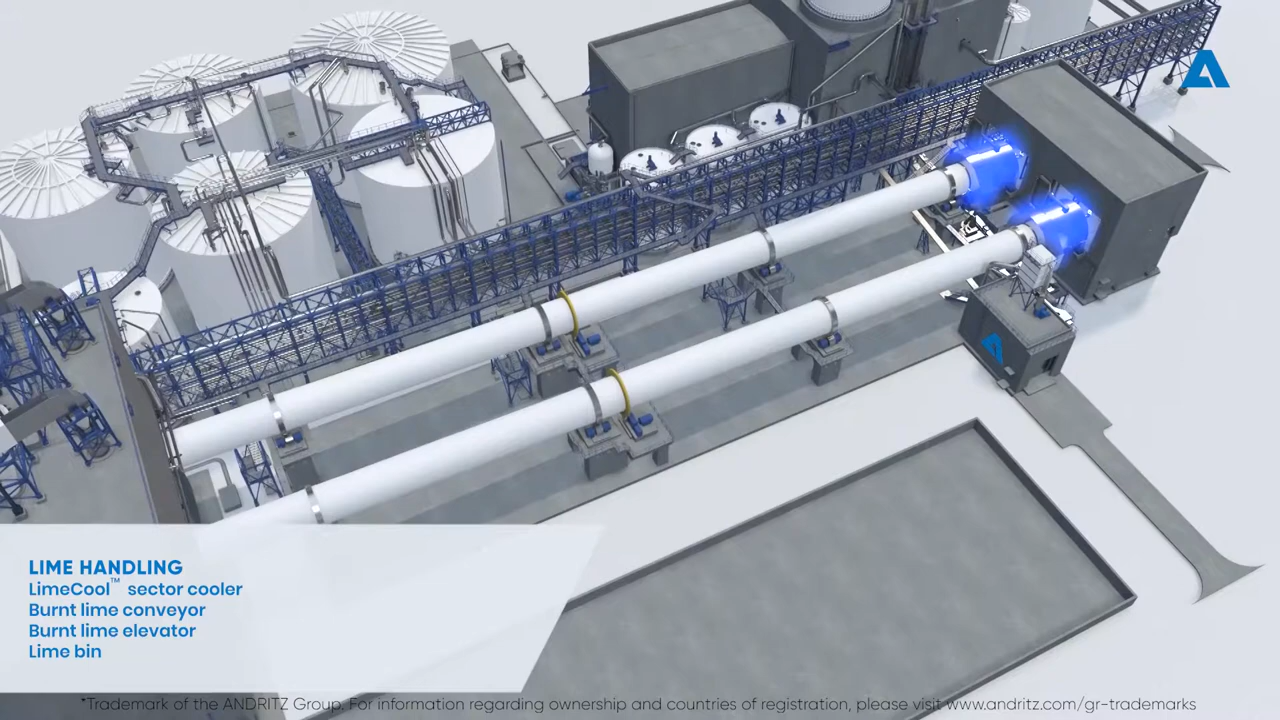 LIME HANDLING
LimeCool™ sector cooler
Burnt lime conveyor
Burnt lime elevator
Lime bin
*Trademark of the ANDRITZ Group. For information regarding ownership and countries of registration, please visit www.andritz.com/gr-trademarks